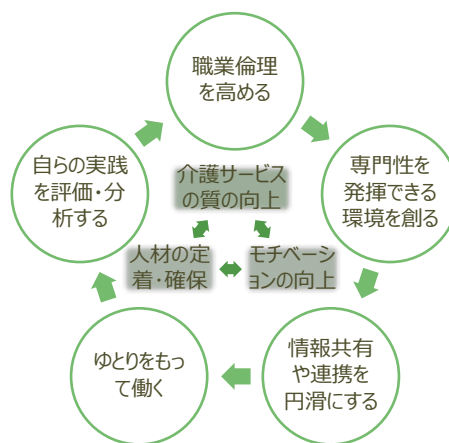 職業倫理
を高める
専門性を
発揮できる
環境を創る
情報共有
や連携を
円滑にする
ゆとりをもっ
て働く
自らの実践
を評価・分
析する
介護サービス
の質の向上
人材の定
着・確保
モチベーシ
ョンの向上